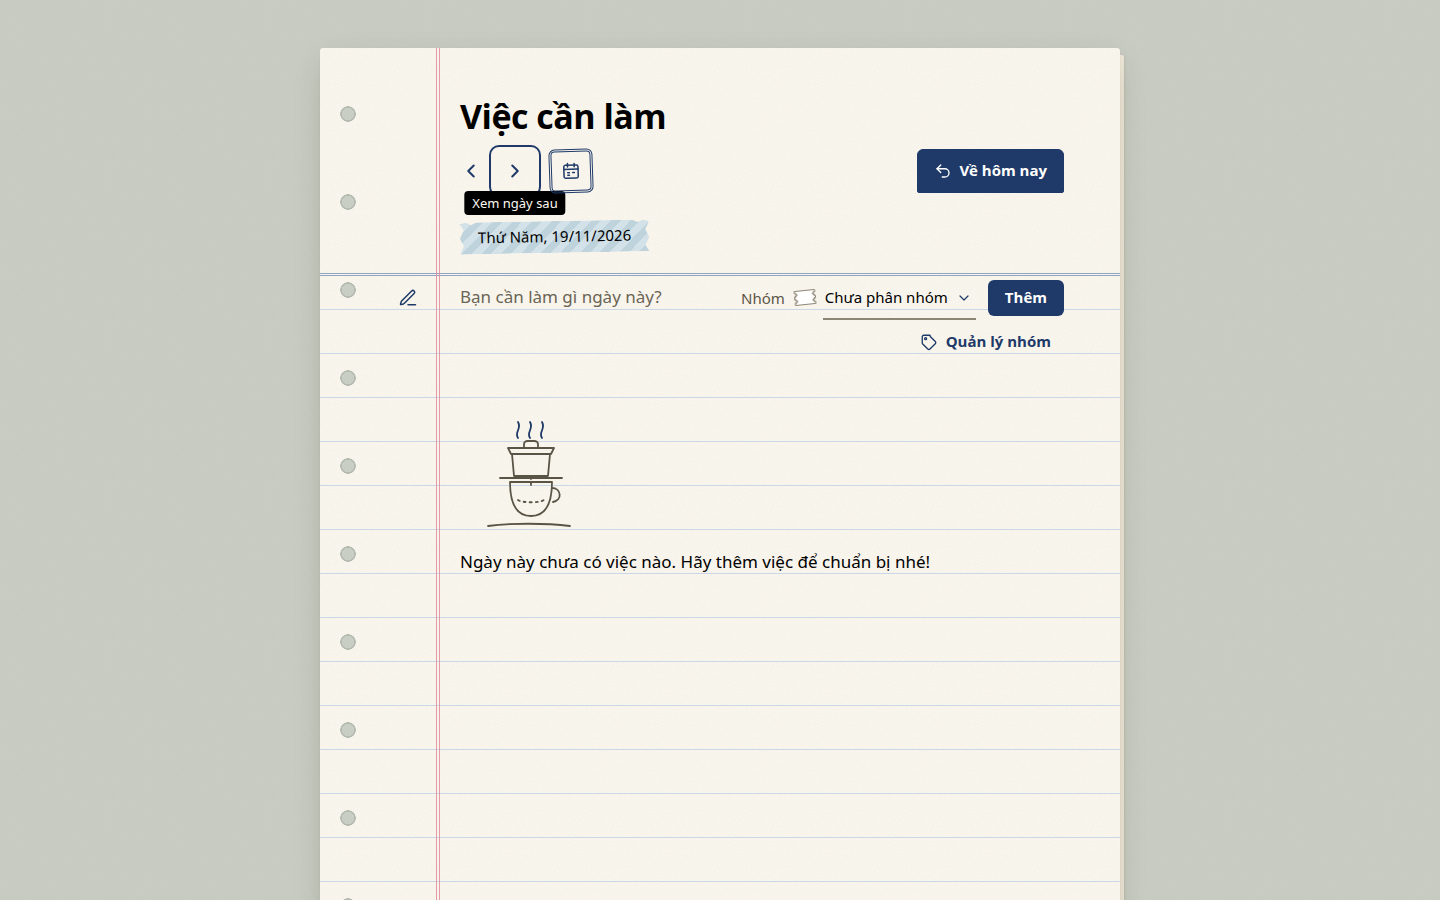 Việc cần làm
Về hôm nay
Xem ngày sau
Thứ Năm, 19/11/2026
Bạn cần làm gì ngày này? Nhóm Chưa phân nhóm Thêm
Quản lý nhóm
Ngày này chưa có việc nào. Hãy thêm việc để chuẩn bị nhé!